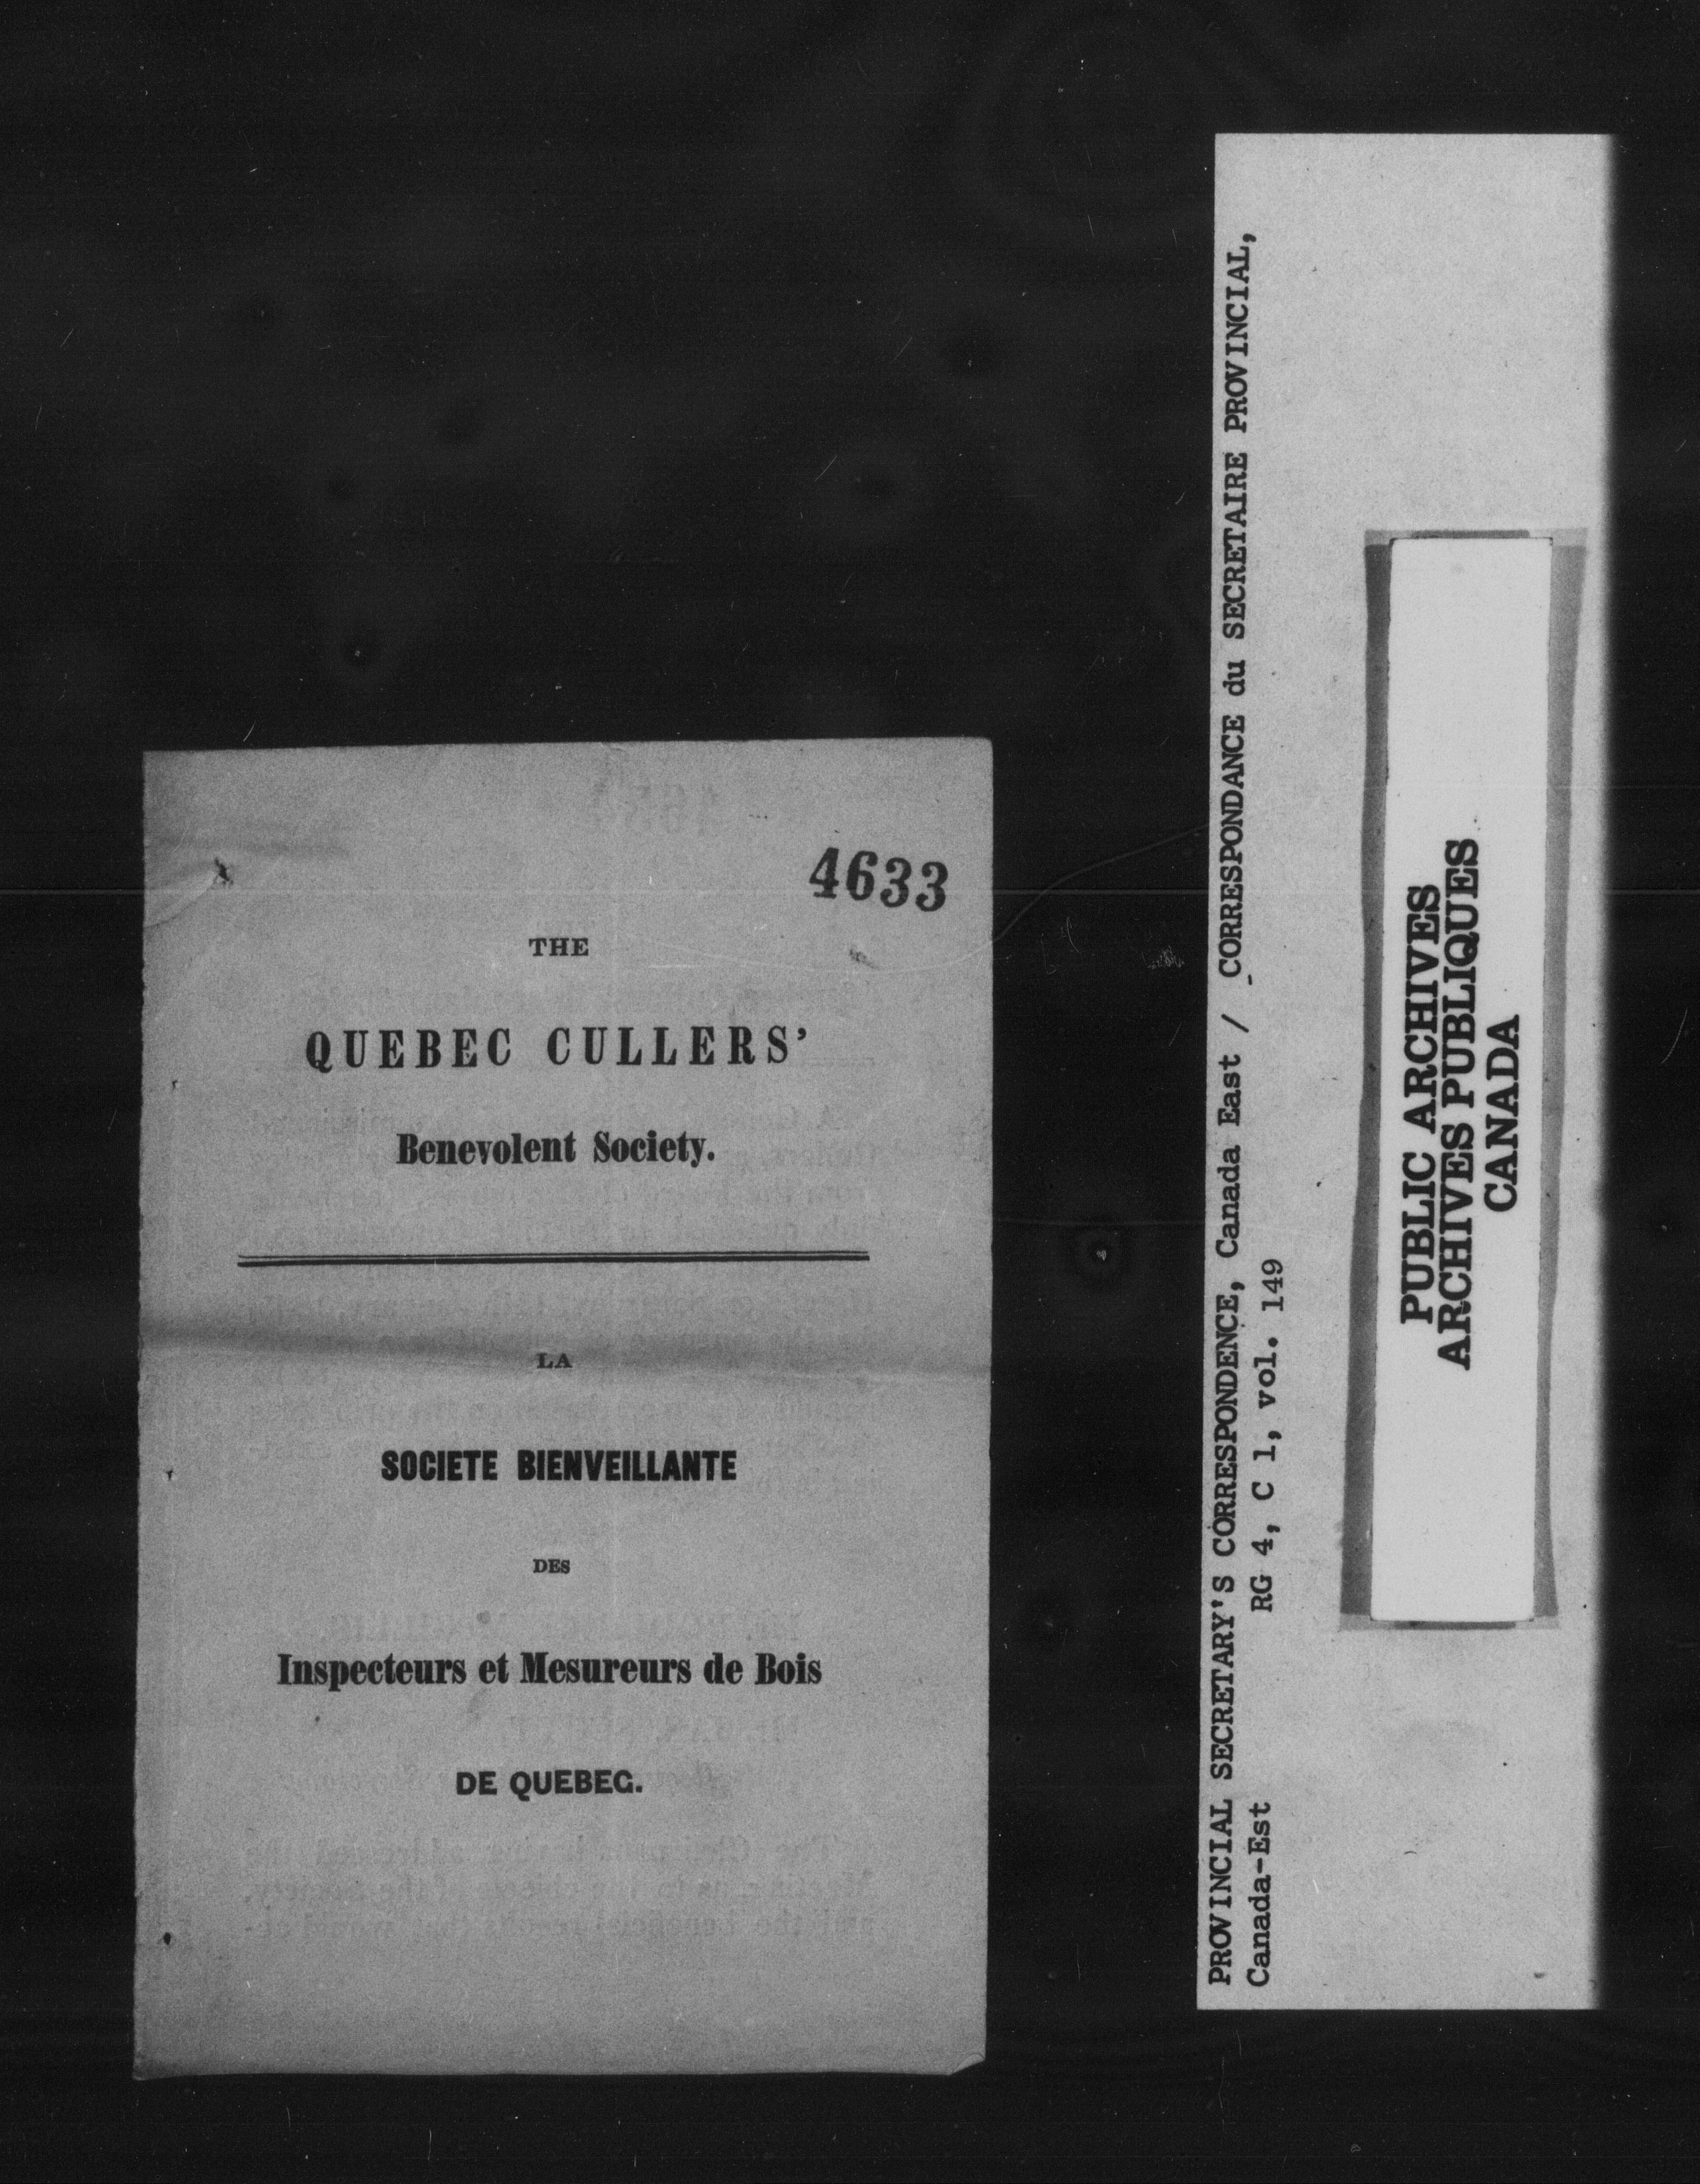 4633
THE
QUEBEC CULLERS'
Benevolent Society.
LA
SOCIETE BIENVEILLANTE
DES
Inspecteurs et Mesureurs de Bois
DE QUEBEC.
PROVINCIAL SECRETARY'S CORRESPONDENCE, Canada East / CORRESPONDANCE du SECRETAIRE PROVINCIAL,
Canada-Est RG 4, C 1, vol. 149
PUBLIC ARCHIVES
ARCHIVES PUBLIQUES
CANADA